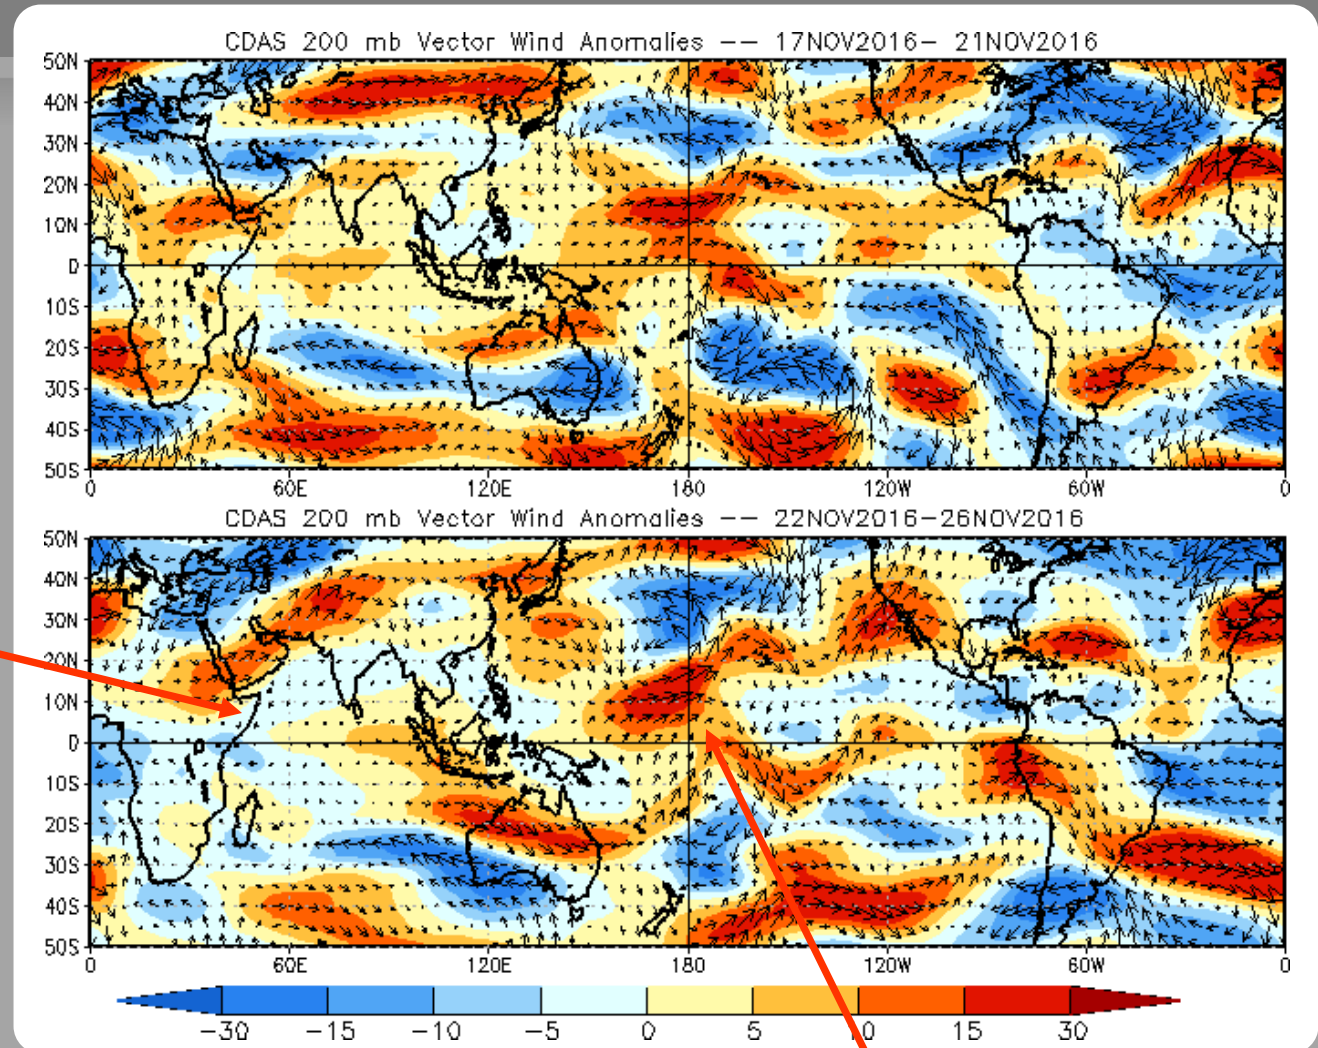 CDAS 200 mb Vector Wind Anomalies -- 17NOV2016- 21NOV2016
50N
40N
30N
20N
10N
0
10S
20S
30S
40S
50S
0 60E 120E 180 120W 60W 0
CDAS 200 mb Vector Wind Anomalies -- 22NOV2016-26NOV2016
50N
40N
30N
20N
10N
0
10S
20S
30S
40S
50S
0 60E 120E 180 120W 60W 0
-30 -15 -10 -5 0 5 10 15 30